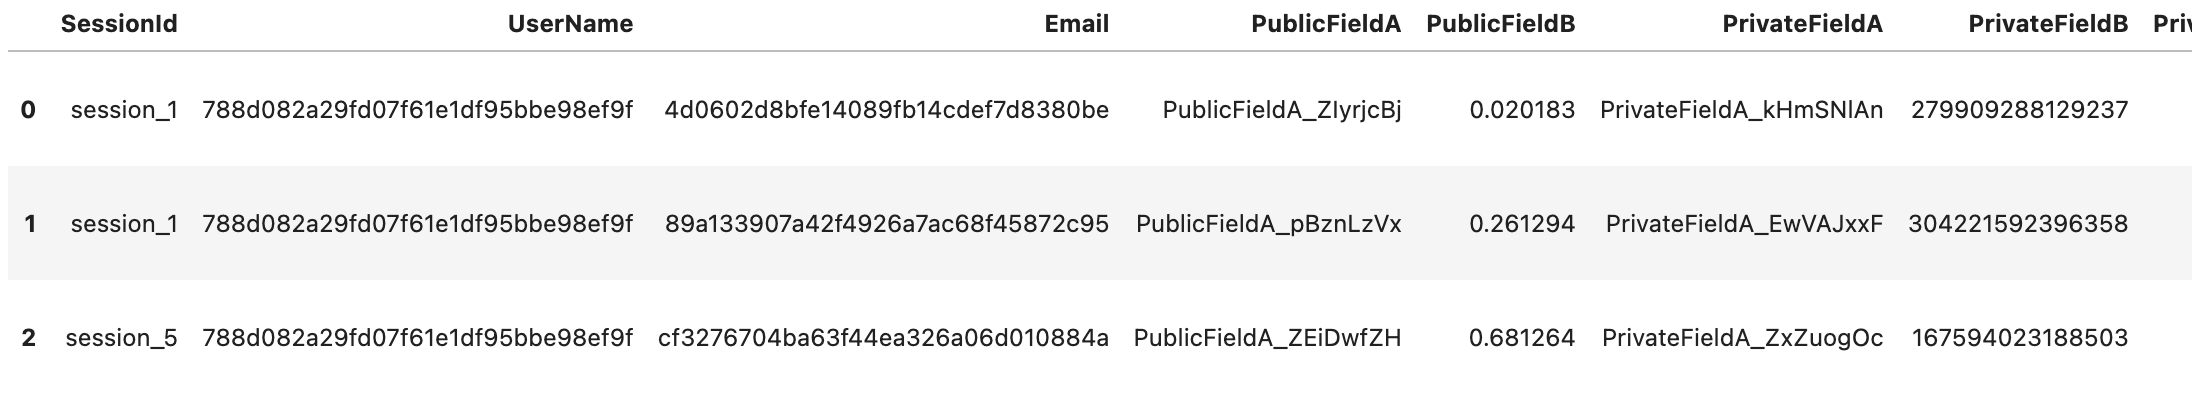 SessionId UserName Email PublicFieldA PublicFieldB PrivateFieldA PrivateFieldB Priv
0 session_1 788d082a29fd07f61e1df95bbe98ef9f 4d0602d8bfe14089fb14cdef7d8380be PublicFieldA_ZIyrjcBj 0.020183 PrivateFieldA_kHmSNlAn 279909288129237
1 session_1 788d082a29fd07f61e1df95bbe98ef9f 89a133907a42f4926a7ac68f45872c95 PublicFieldA_pBznLzVx 0.261294 PrivateFieldA_EwVAJxxF 304221592396358
2 session_5 788d082a29fd07f61e1df95bbe98ef9f cf3276704ba63f44ea326a06d010884a PublicFieldA_ZEiDwfZH 0.681264 PrivateFieldA_ZxZuogOc 167594023188503